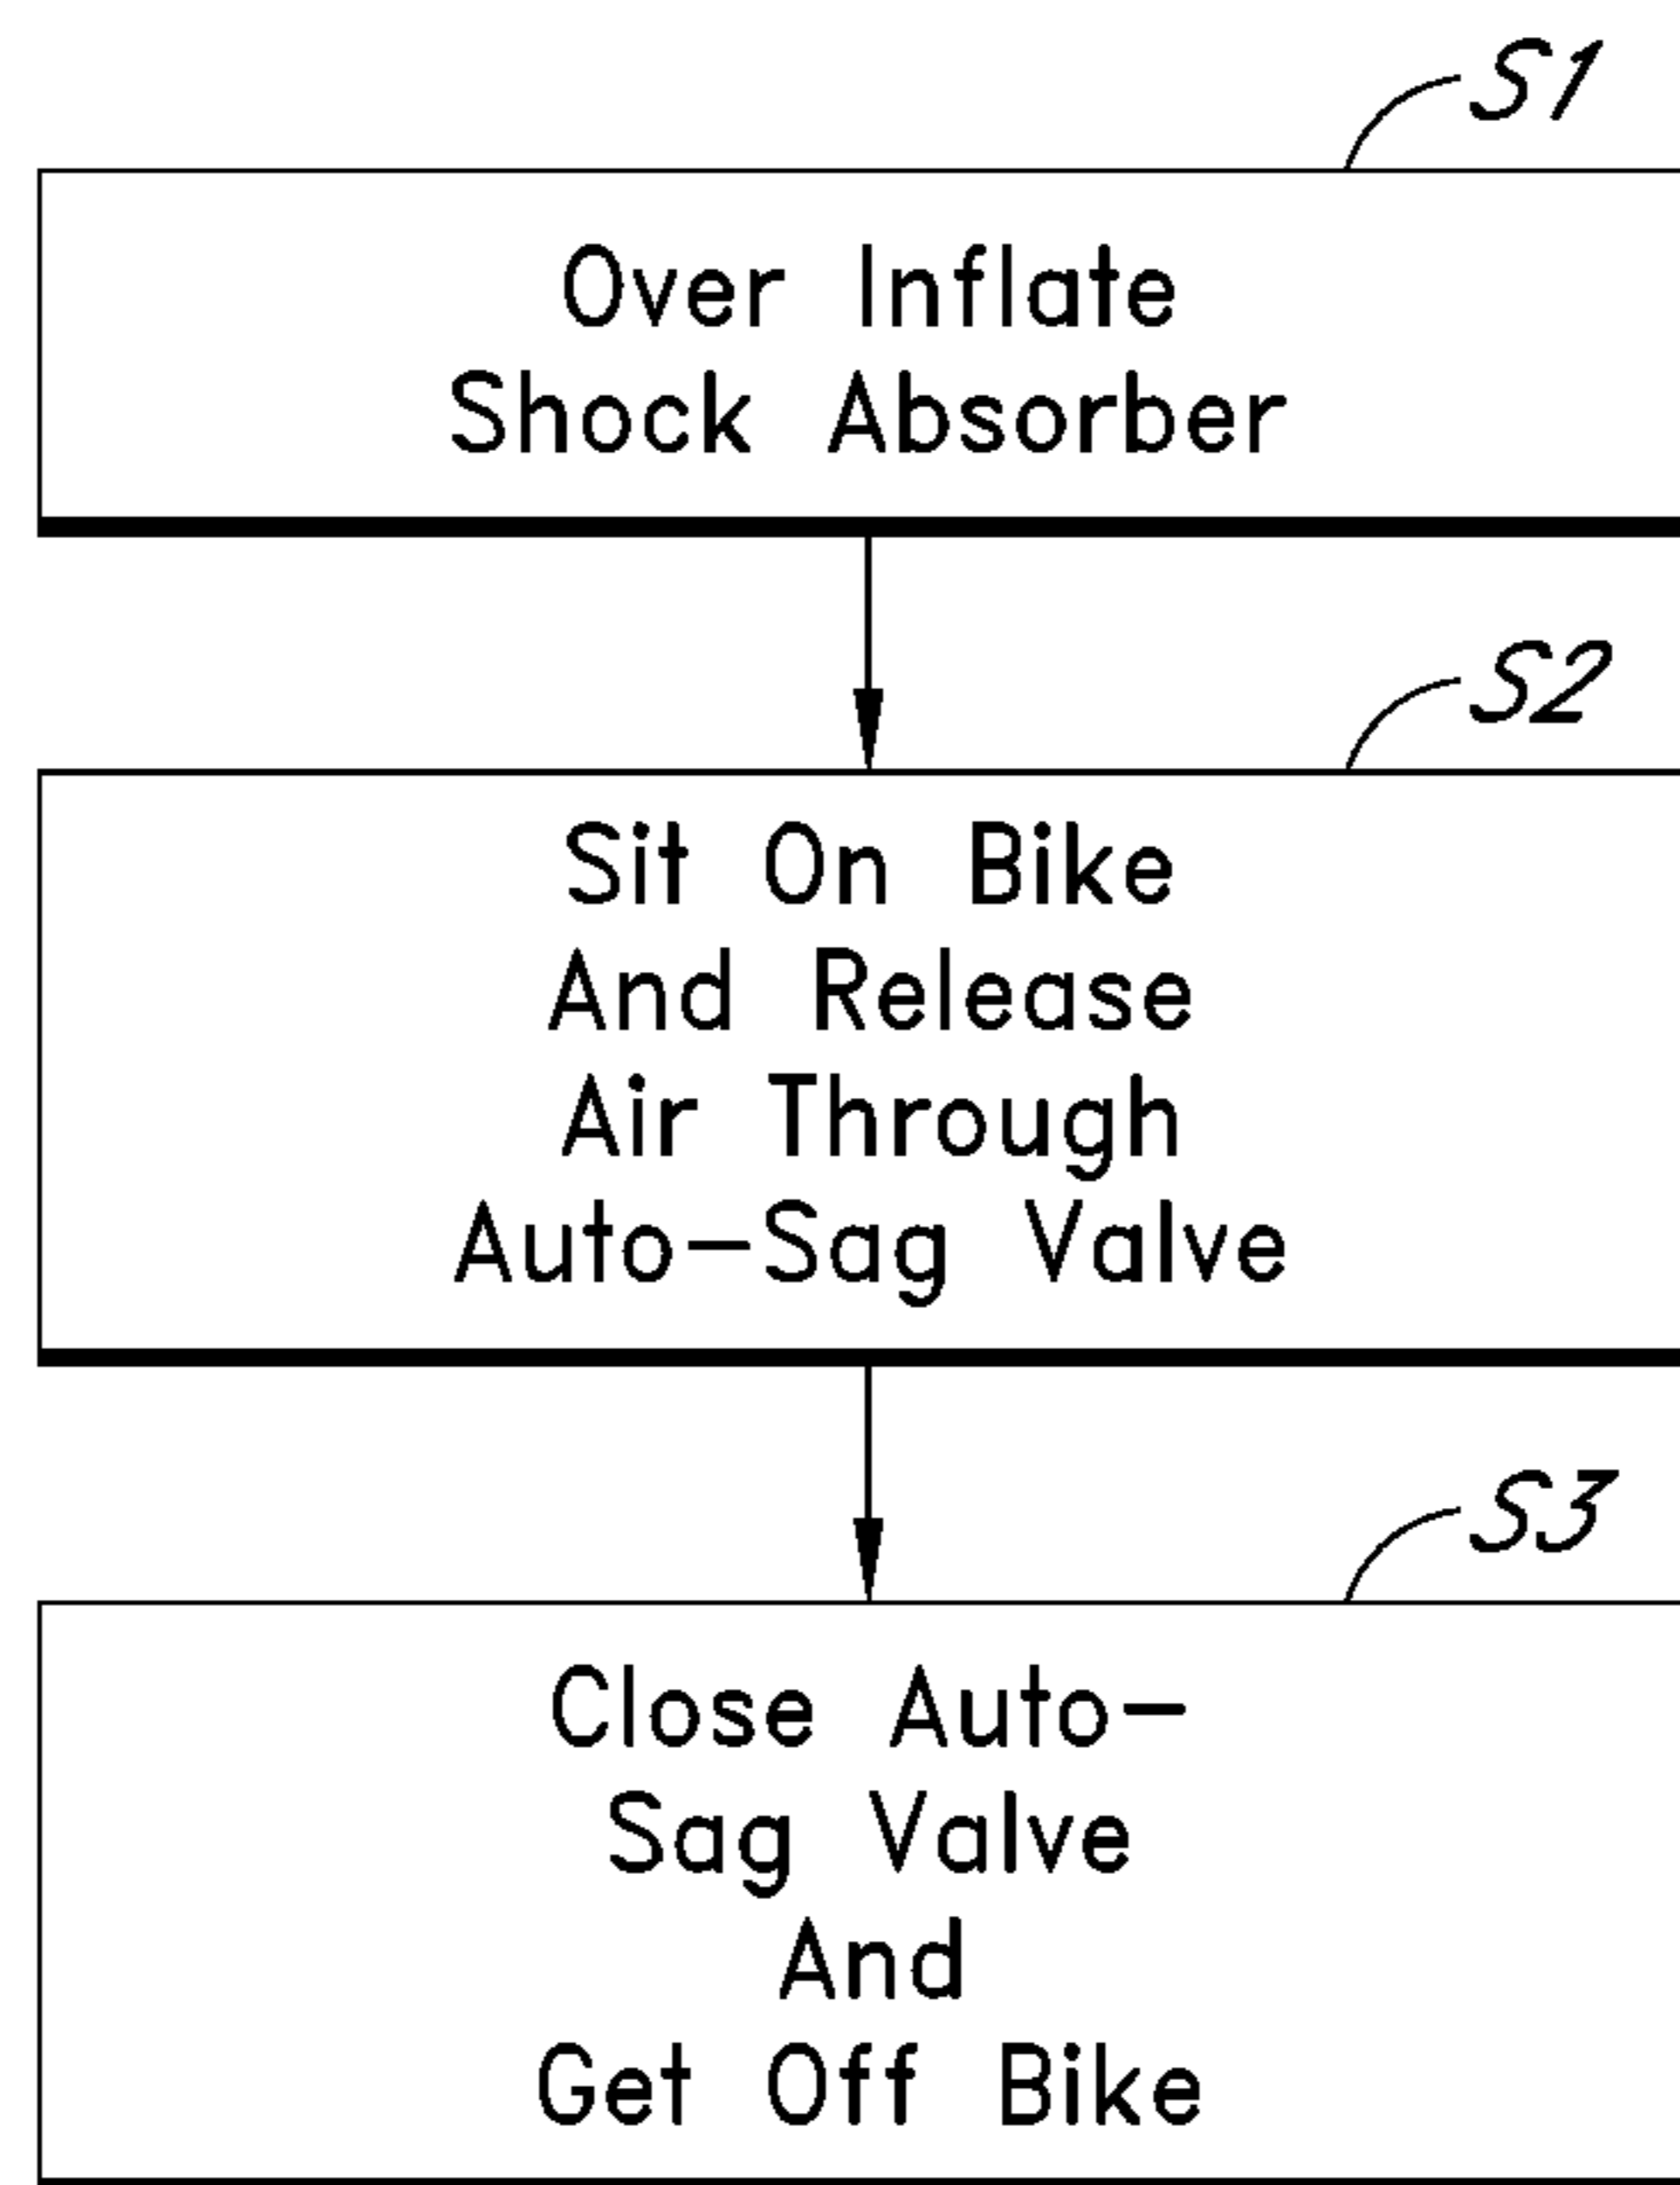 S1
Over Inflate
Shock Absorber
S2
Sit On Bike
And Release
Air Through
Auto-Sag Valve
S3
Close Auto-
Sag Valve
And
Get Off Bike